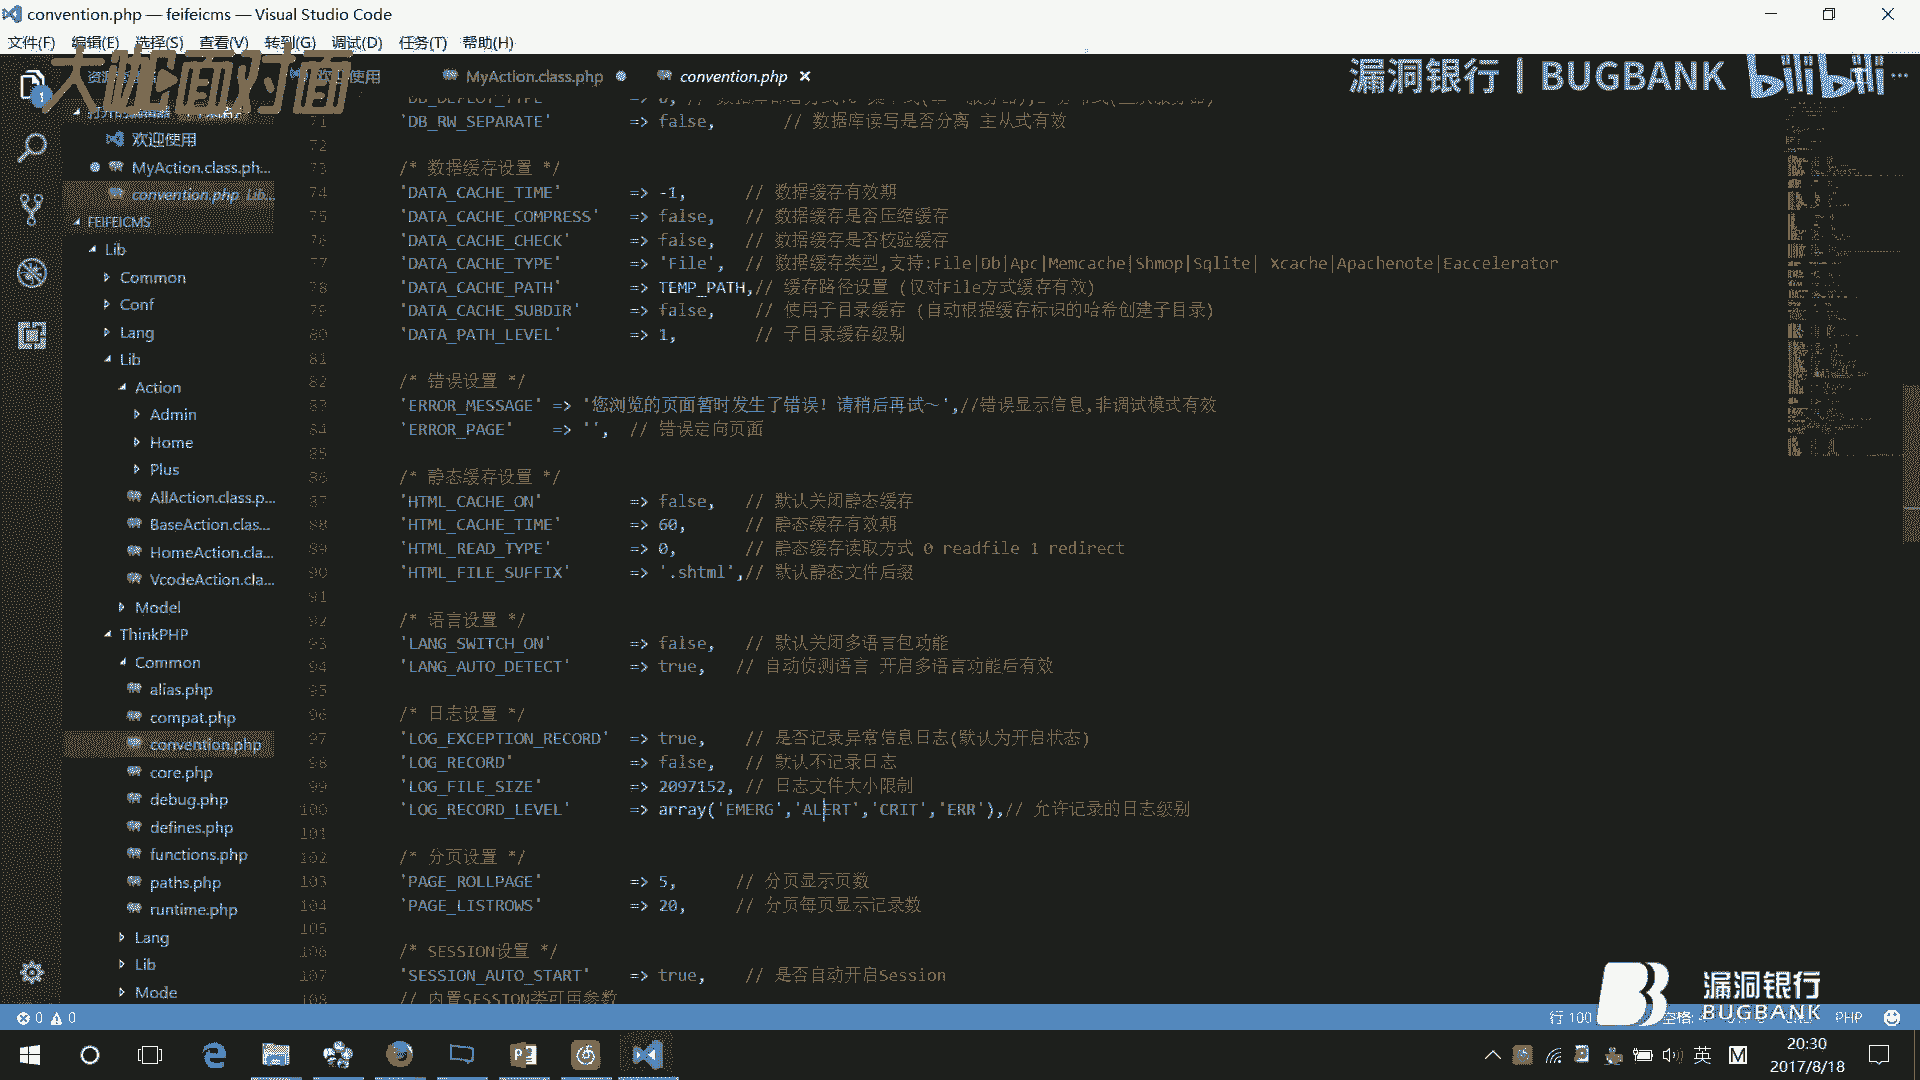 convention.php — feifeicms — Visual Studio Code
文件(F) 编辑(E) 选择(S) 查看(V) 转到(G) 调试(D) 任务(T) 帮助(H)
大咖面对面
漏洞银行 | BUGBANK bilibili
MyAction.class.php convention.php
1
欢迎使用
MyAction.class.ph...
convention.php Lib...
FEIFEICMS
Lib
Common
Conf
Lang
Lib
Action
Admin
Home
Plus
AllAction.class.p...
BaseAction.clas...
HomeAction.cla...
VcodeAction.cla...
Model
ThinkPHP
Common
alias.php
compat.php
convention.php
core.php
debug.php
defines.php
functions.php
paths.php
runtime.php
Lang
Lib
Mode
71 'DB_RW_SEPARATE' => false, // 数据库读写是否分离 主从式有效
72
73 /* 数据缓存设置 */
74 'DATA_CACHE_TIME' => -1, // 数据缓存有效期
75 'DATA_CACHE_COMPRESS' => false, // 数据缓存是否压缩缓存
76 'DATA_CACHE_CHECK' => false, // 数据缓存是否校验缓存
77 'DATA_CACHE_TYPE' => 'File', // 数据缓存类型,支持:File|Db|Apc|Memcache|Shmop|Sqlite| Xcache|Apachenote|Eaccelerator
78 'DATA_CACHE_PATH' => TEMP_PATH,// 缓存路径设置 (仅对File方式缓存有效)
79 'DATA_CACHE_SUBDIR' => false, // 使用子目录缓存 (自动根据缓存标识的哈希创建子目录)
80 'DATA_PATH_LEVEL' => 1, // 子目录缓存级别
81
82 /* 错误设置 */
83 'ERROR_MESSAGE' => '您浏览的页面暂时发生了错误！请稍后再试～',//错误显示信息,非调试模式有效
84 'ERROR_PAGE' => '', // 错误定向页面
85
86 /* 静态缓存设置 */
87 'HTML_CACHE_ON' => false, // 默认关闭静态缓存
88 'HTML_CACHE_TIME' => 60, // 静态缓存有效期
89 'HTML_READ_TYPE' => 0, // 静态缓存读取方式 0 readfile 1 redirect
90 'HTML_FILE_SUFFIX' => '.shtml',// 默认静态文件后缀
91
92 /* 语言设置 */
93 'LANG_SWITCH_ON' => false, // 默认关闭多语言包功能
94 'LANG_AUTO_DETECT' => true, // 自动侦测语言 开启多语言功能后有效
95
96 /* 日志设置 */
97 'LOG_EXCEPTION_RECORD' => true, // 是否记录异常信息日志(默认为开启状态)
98 'LOG_RECORD' => false, // 默认不记录日志
99 'LOG_FILE_SIZE' => 2097152, // 日志文件大小限制
100 'LOG_RECORD_LEVEL' => array('EMERG','ALERT','CRIT','ERR'),// 允许记录的日志级别
101
102 /* 分页设置 */
103 'PAGE_ROLLPAGE' => 5, // 分页显示页数
104 'PAGE_LISTROWS' => 20, // 分页每页显示记录数
105
106 /* SESSION设置 */
107 'SESSION_AUTO_START' => true, // 是否自动开启Session
108 // 内置SESSION类可用参数
漏洞银行
BUGBANK
0 0
行 100
空格:
PHP
英 M
20:30
2017/8/18